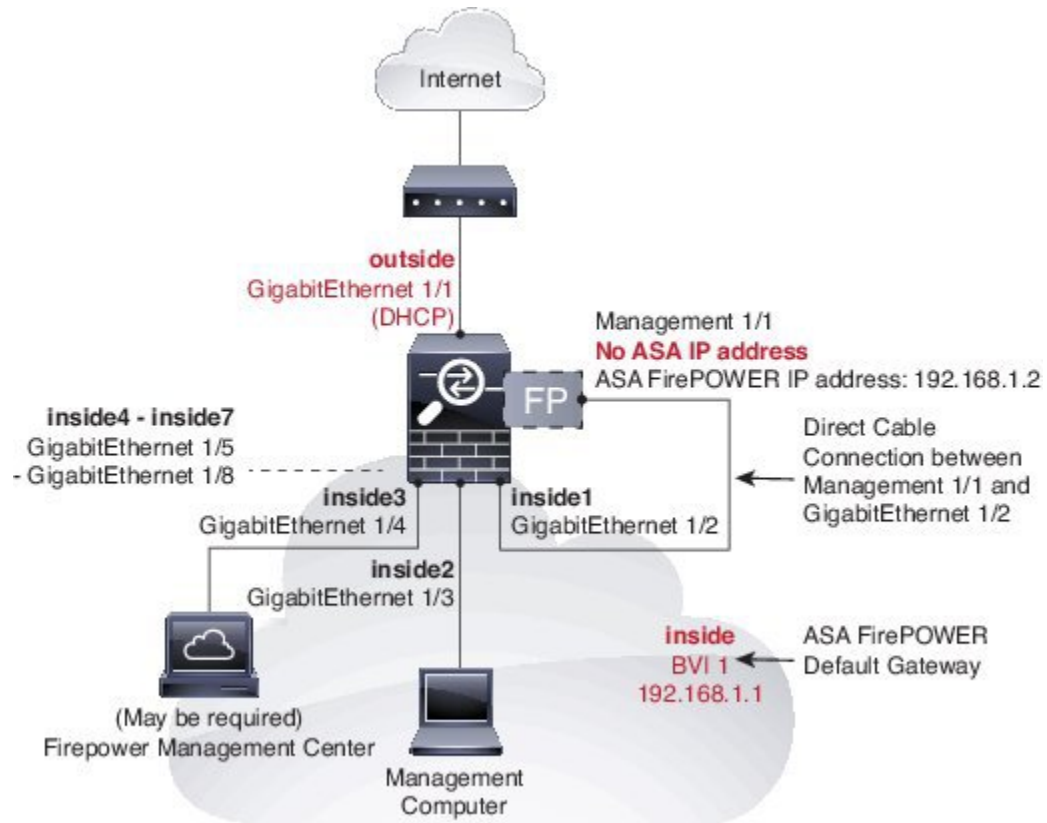 Internet
outside
GigabitEthernet 1/1
(DHCP)
Management 1/1
No ASA IP address
ASA FirePOWER IP address: 192.168.1.2
FP
inside4 - inside7
GigabitEthernet 1/5
- GigabitEthernet 1/8
Direct Cable
Connection between
Management 1/1 and
GigabitEthernet 1/2
inside3
GigabitEthernet 1/4
inside1
GigabitEthernet 1/2
inside2
GigabitEthernet 1/3
inside
BVI 1
192.168.1.1
ASA FirePOWER
Default Gateway
(May be required)
Firepower Management Center
Management
Computer